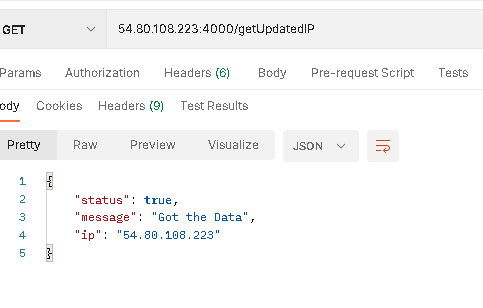 GET 54.80.108.223:4000/getUpdatedIP
Params Authorization Headers (6) Body Pre-request Script Tests
ody Cookies Headers (9) Test Results
Pretty Raw Preview Visualize JSON
1 {
2 "status": true,
3 "message": "Got the Data",
4 "ip": "54.80.108.223"
5 }